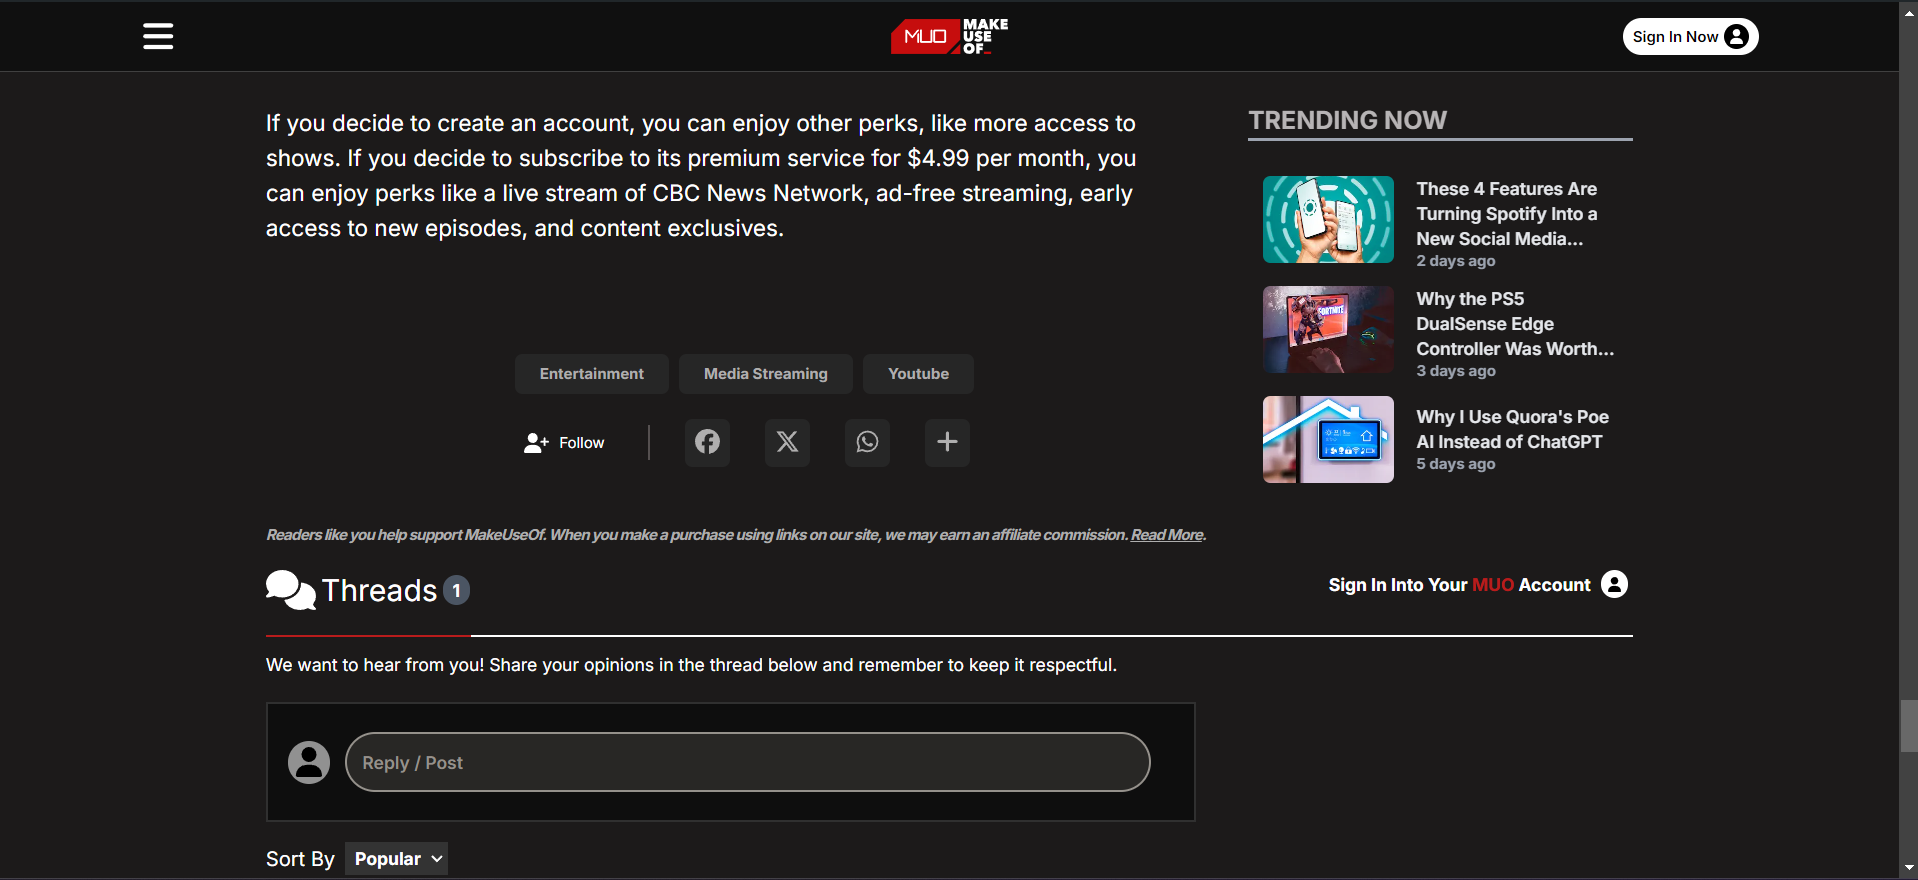 MUO MAKE
USE
OF_
Sign In Now
If you decide to create an account, you can enjoy other perks, like more access to
shows. If you decide to subscribe to its premium service for $4.99 per month, you
can enjoy perks like a live stream of CBC News Network, ad-free streaming, early
access to new episodes, and content exclusives.
Entertainment
Media Streaming
Youtube
Follow
TRENDING NOW
These 4 Features Are
Turning Spotify Into a
New Social Media...
2 days ago
FORTNITE
Why the PS5
DualSense Edge
Controller Was Worth...
3 days ago
Why I Use Quora's Poe
AI Instead of ChatGPT
5 days ago
Readers like you help support MakeUseOf. When you make a purchase using links on our site, we may earn an affiliate commission. Read More.
Threads 1
Sign In Into Your MUO Account
We want to hear from you! Share your opinions in the thread below and remember to keep it respectful.
Reply / Post
Sort By Popular